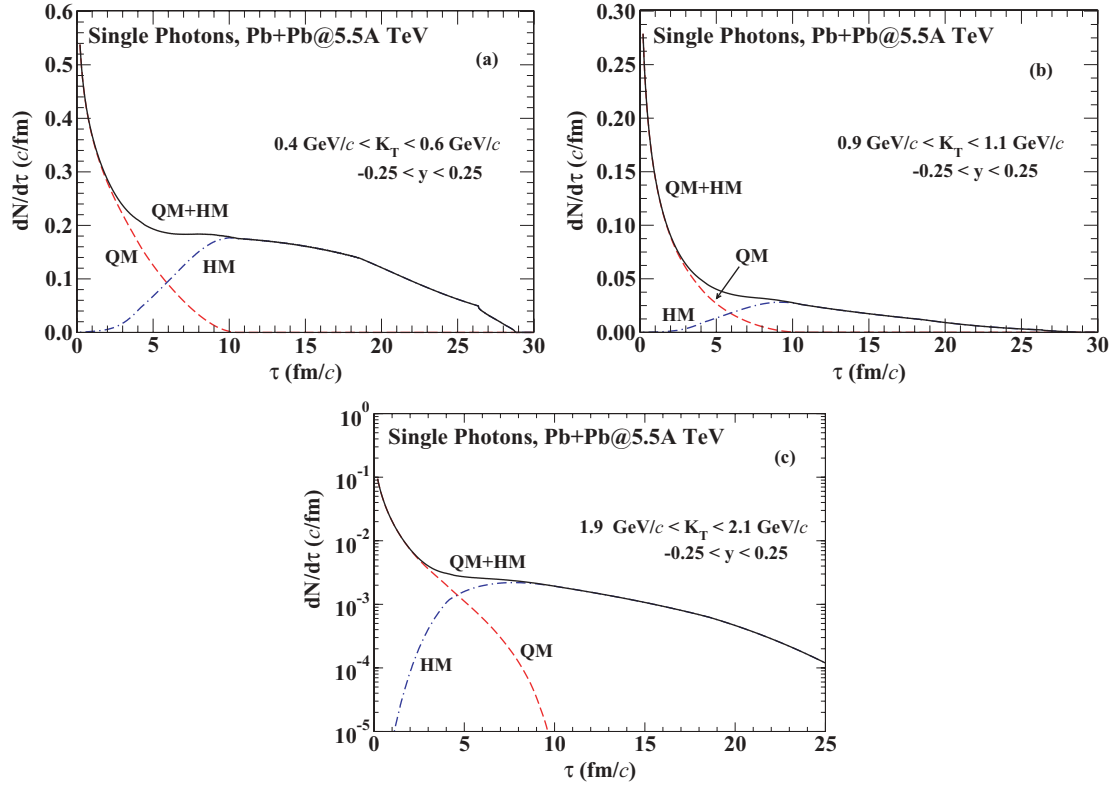 Single Photons, Pb+Pb@5.5A TeV
(a)
0.4 GeV/c < K_T < 0.6 GeV/c
-0.25 < y < 0.25
QM+HM
QM
HM
dN/dτ (c/fm)
0.6
0.5
0.4
0.3
0.2
0.1
0.0
0 5 10 15 20 25 30
τ (fm/c)
Single Photons, Pb+Pb@5.5A TeV
(b)
0.9 GeV/c < K_T < 1.1 GeV/c
-0.25 < y < 0.25
QM+HM
QM
HM
dN/dτ (c/fm)
0.30
0.25
0.20
0.15
0.10
0.05
0.00
0 5 10 15 20 25 30
τ (fm/c)
Single Photons, Pb+Pb@5.5A TeV
(c)
1.9 GeV/c < K_T < 2.1 GeV/c
-0.25 < y < 0.25
QM+HM
HM
QM
dN/dτ (c/fm)
10^0
10^-1
10^-2
10^-3
10^-4
10^-5
0 5 10 15 20 25
τ (fm/c)